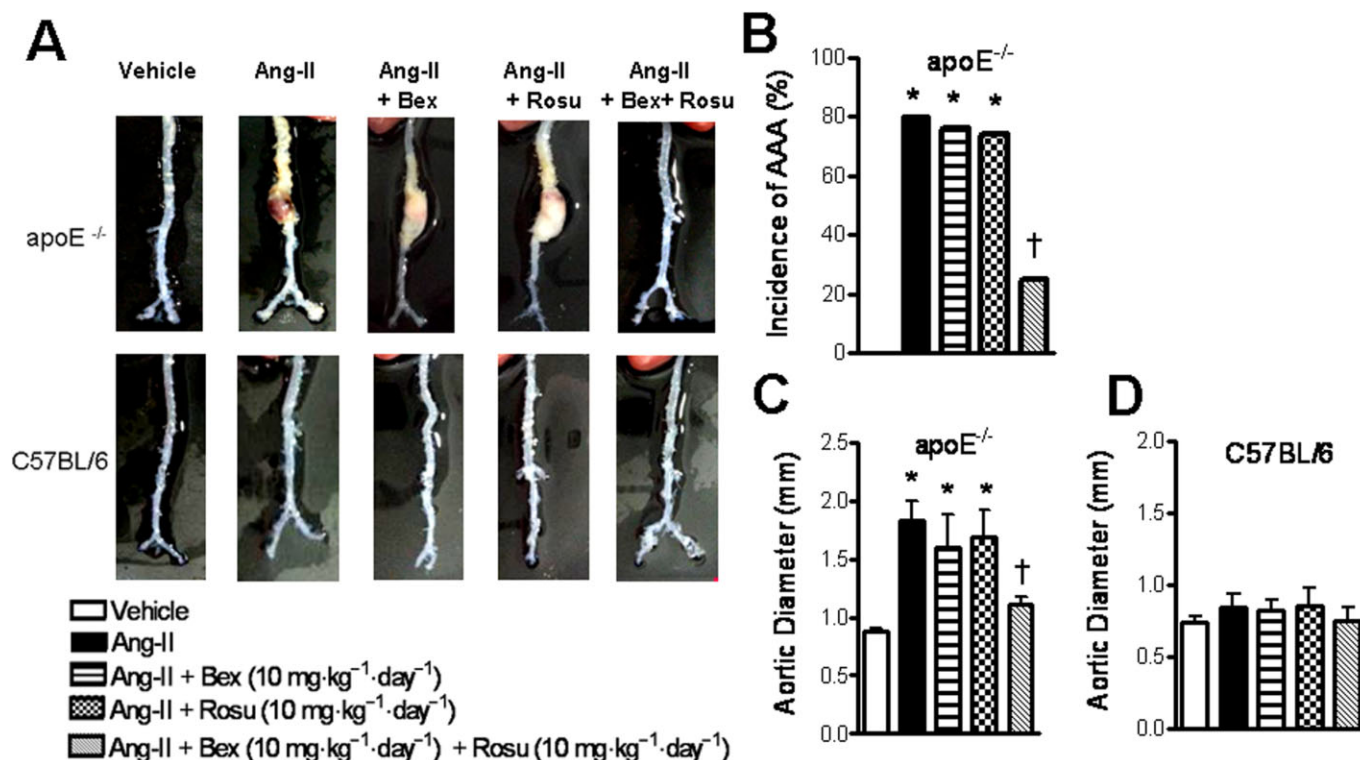 A
Vehicle
Ang-II
Ang-II
+ Bex
Ang-II
+ Rosu
Ang-II
+ Bex+ Rosu
apoE -/-
C57BL/6
Vehicle
Ang-II
Ang-II + Bex (10 mg·kg⁻¹·day⁻¹)
Ang-II + Rosu (10 mg·kg⁻¹·day⁻¹)
Ang-II + Bex (10 mg·kg⁻¹·day⁻¹) + Rosu (10 mg·kg⁻¹·day⁻¹)
B
apoE-/-
Incidence of AAA (%)
100
80
60
40
20
0
* * *
†
C
apoE-/-
Aortic Diameter (mm)
2.5
2.0
1.5
1.0
0.5
0.0
* * *
†
D
C57BL/6
Aortic Diameter (mm)
2.0
1.5
1.0
0.5
0.0